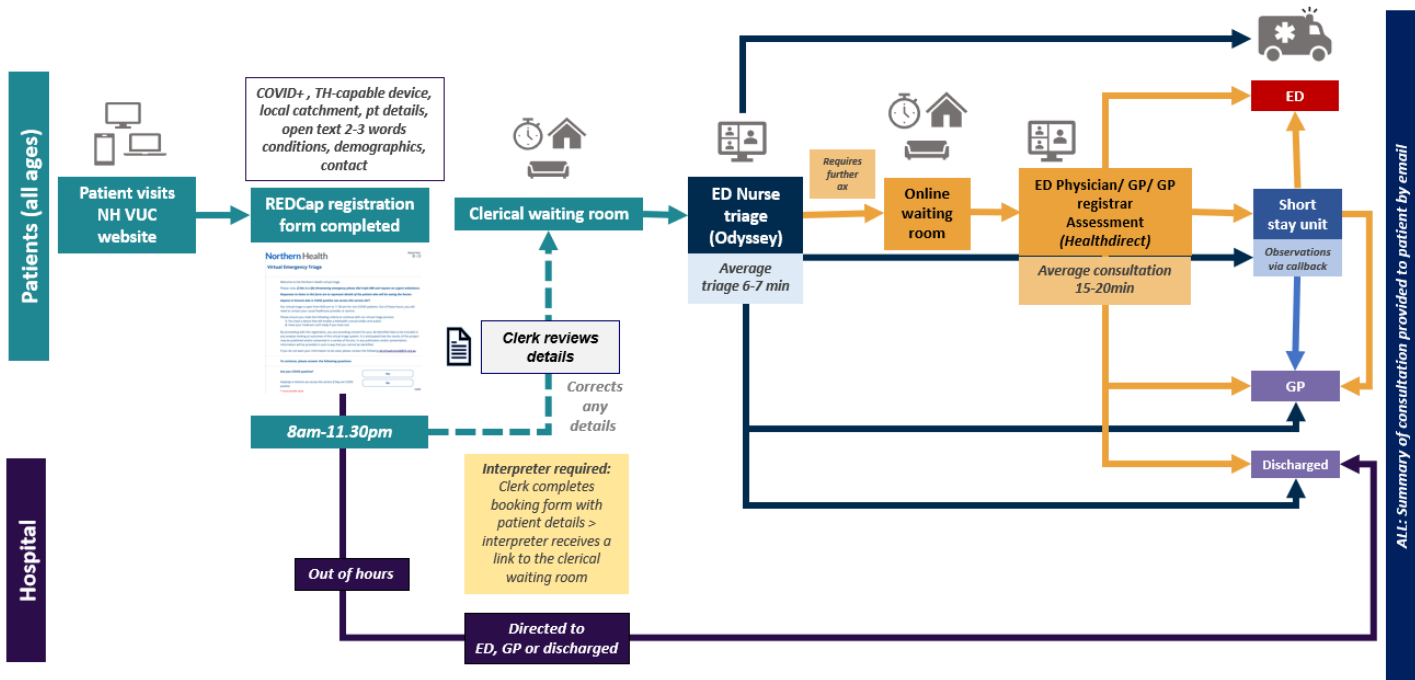 Patients (all ages)
Hospital
Patient visits
NH VUC
website
COVID+ , TH-capable device,
local catchment, pt details,
open text 2-3 words
conditions, demographics,
contact
REDCap registration
form completed
Northern Health
Virtual Emergency Triage
8am-11.30pm
Out of hours
Clerical waiting room
Clerk reviews
details
Corrects
any
details
Interpreter required:
Clerk completes
booking form with
patient details >
interpreter receives a
link to the clerical
waiting room
Directed to
ED, GP or discharged
ED Nurse
triage
(Odyssey)
Average
triage 6-7 min
Requires
further
ax
Online
waiting
room
ED Physician/ GP/ GP
registrar
Assessment
(Healthdirect)
Average consultation
15-20min
ED
Short
stay unit
Observations
via callback
GP
Discharged
ALL: Summary of consultation provided to patient by email